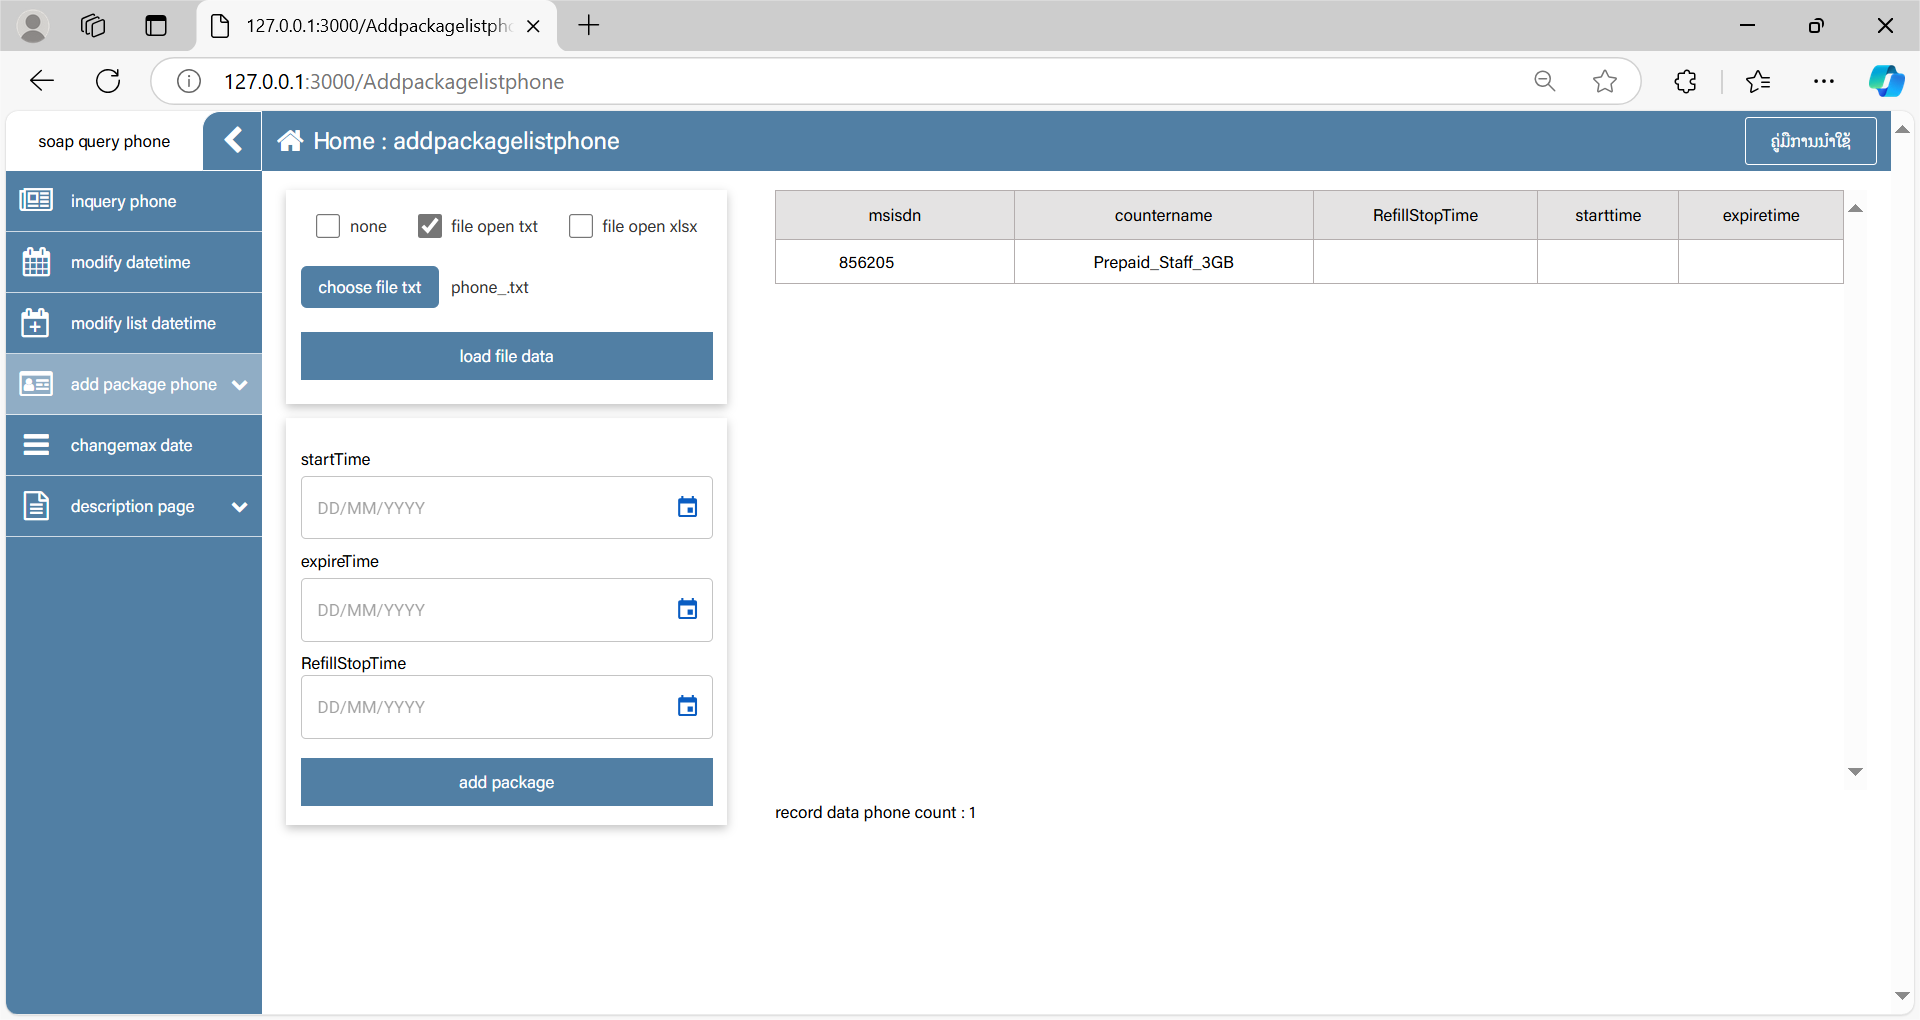 127.0.0.1:3000/Addpackagelistpho
127.0.0.1:3000/Addpackagelistphone
soap query phone
Home : addpackagelistphone
ຄູ່ມືການນຳໃຊ້
inquery phone
modify datetime
modify list datetime
add package phone
changemax date
description page
none
file open txt
file open xlsx
choose file txt
phone_.txt
load file data
startTime
DD/MM/YYYY
expireTime
DD/MM/YYYY
RefillStopTime
DD/MM/YYYY
add package
msisdn countername RefillStopTime starttime expiretime
856205 Prepaid_Staff_3GB
record data phone count : 1